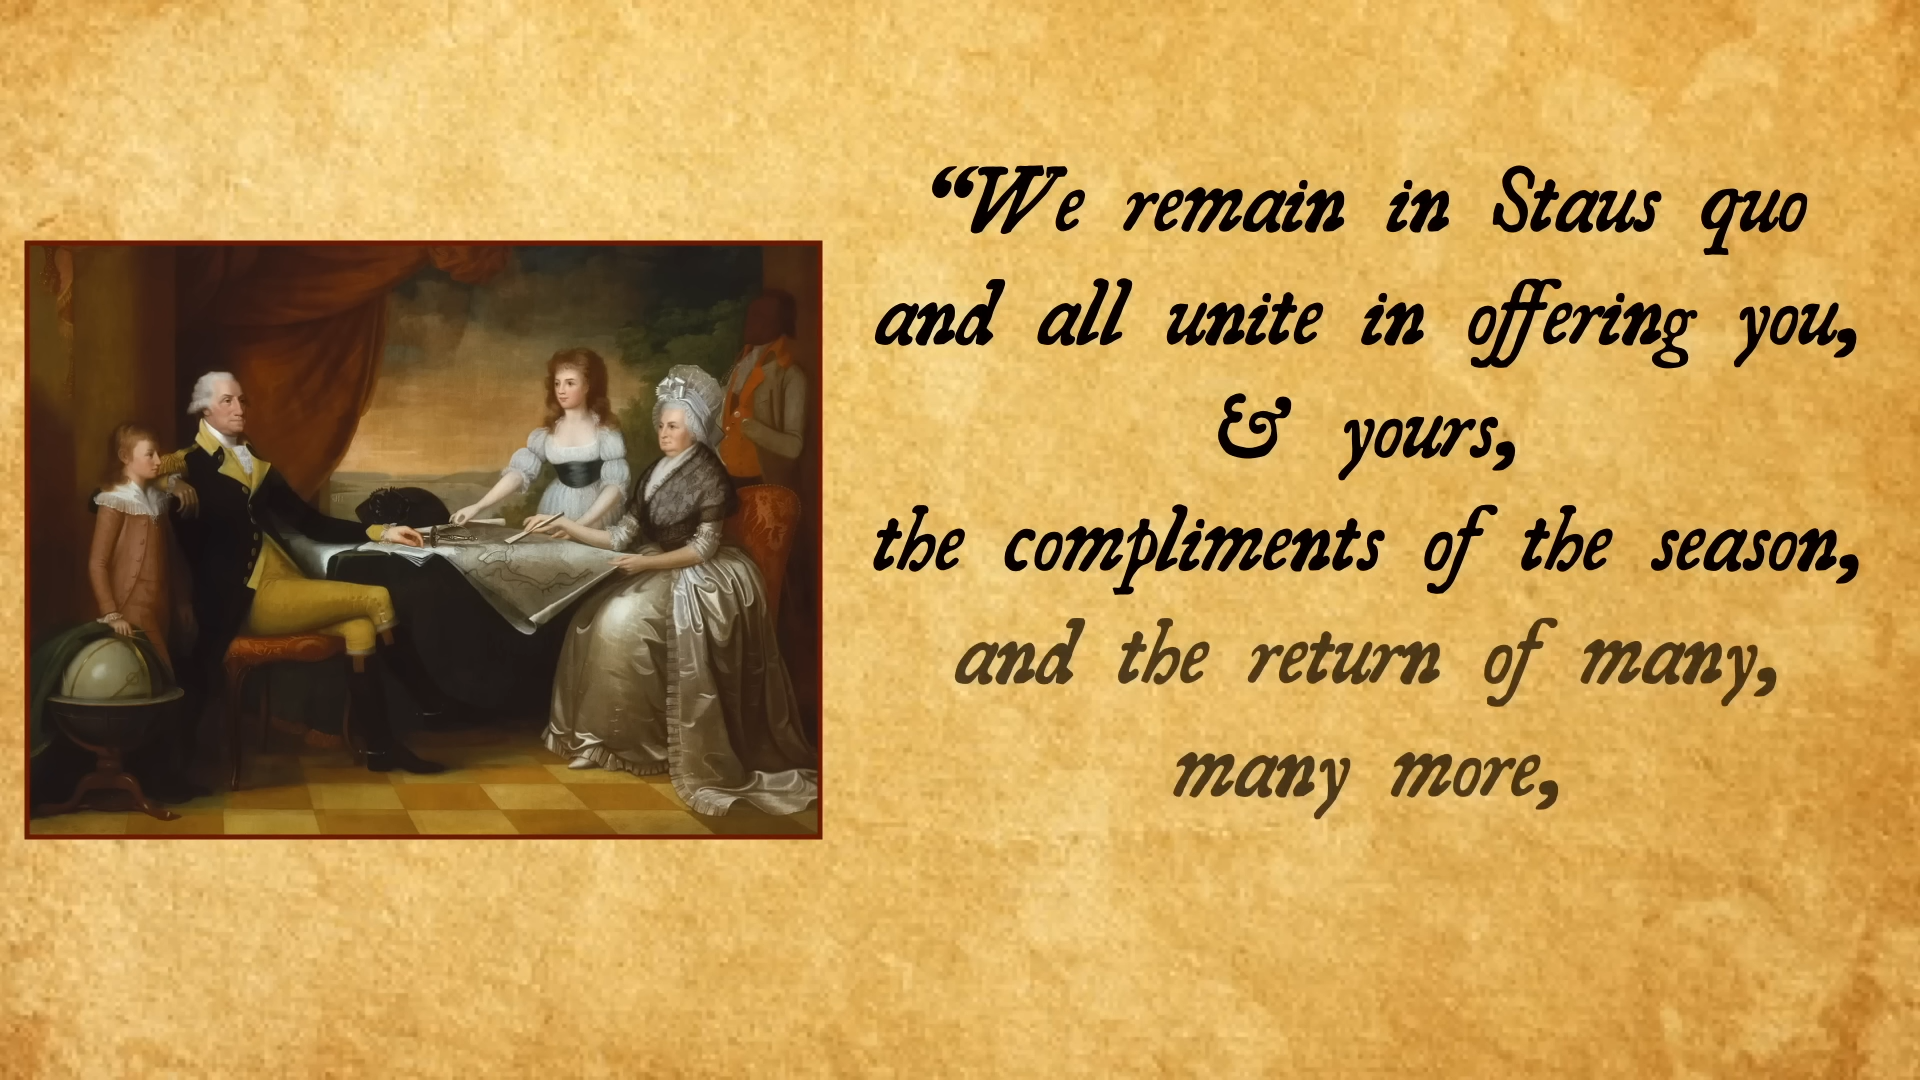 “We remain in Staus quo
and all unite in offering you,
& yours,
the compliments of the season,
and the return of many,
many more,